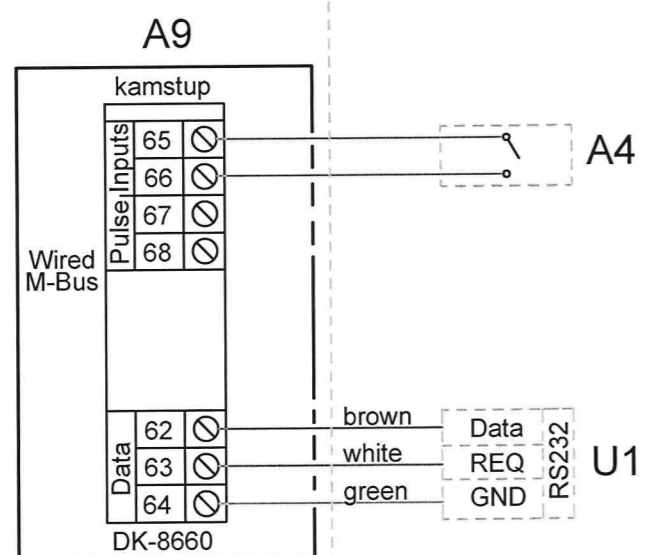 A9
kamstup
Pulse Inputs
65
66
67
68
A4
Wired
M-Bus
Data
62
63
64
brown
white
green
Data
REQ
GND
RS232
U1
DK-8660